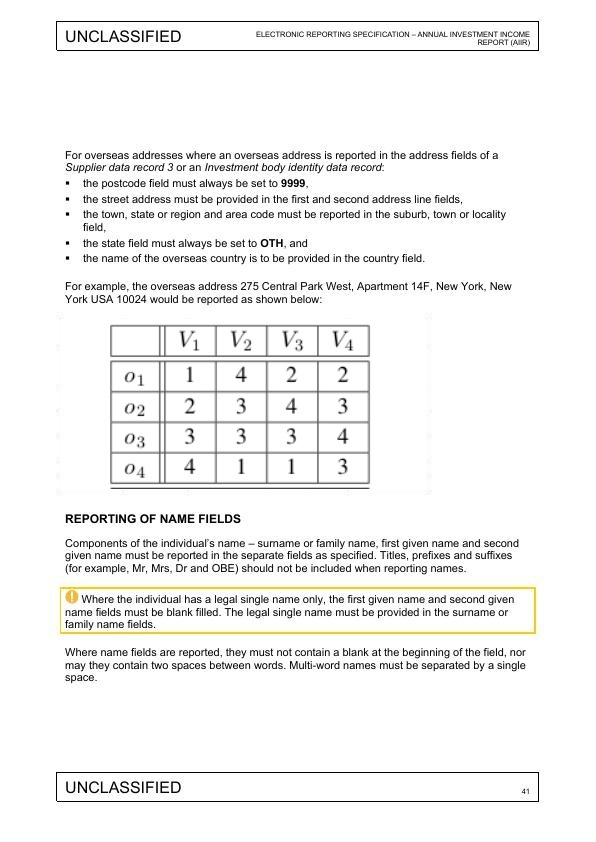 UNCLASSIFIED
ELECTRONIC REPORTING SPECIFICATION – ANNUAL INVESTMENT INCOME
REPORT (AIIR)
For overseas addresses where an overseas address is reported in the address fields of a
Supplier data record 3 or an Investment body identity data record:
▪ the postcode field must always be set to 9999,
▪ the street address must be provided in the first and second address line fields,
▪ the town, state or region and area code must be reported in the suburb, town or locality
field,
▪ the state field must always be set to OTH, and
▪ the name of the overseas country is to be provided in the country field.
For example, the overseas address 275 Central Park West, Apartment 14F, New York, New
York USA 10024 would be reported as shown below:
V1 V2 V3 V4
o1 1 4 2 2
o2 2 3 4 3
o3 3 3 3 4
o4 4 1 1 3
REPORTING OF NAME FIELDS
Components of the individual's name – surname or family name, first given name and second
given name must be reported in the separate fields as specified. Titles, prefixes and suffixes
(for example, Mr, Mrs, Dr and OBE) should not be included when reporting names.
! Where the individual has a legal single name only, the first given name and second given
name fields must be blank filled. The legal single name must be provided in the surname or
family name fields.
Where name fields are reported, they must not contain a blank at the beginning of the field, nor
may they contain two spaces between words. Multi-word names must be separated by a single
space.
UNCLASSIFIED
41